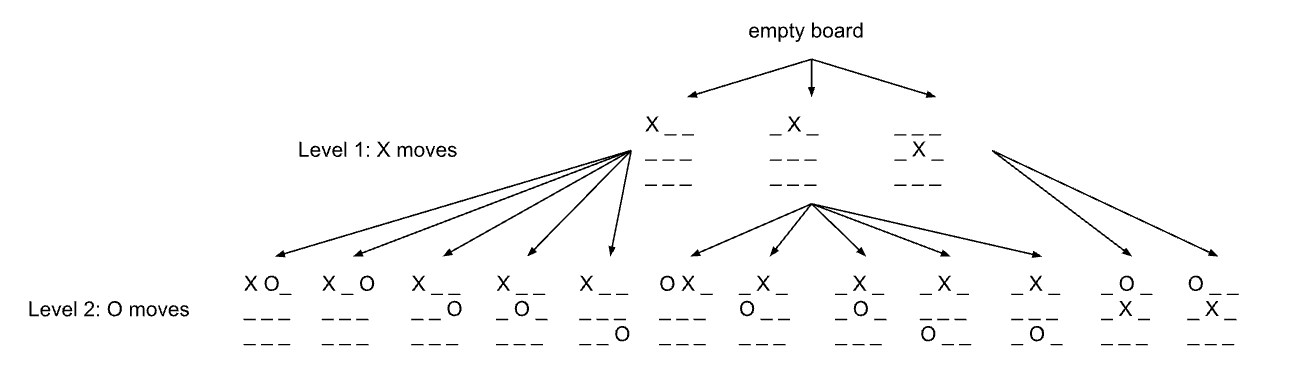 empty board
X _ _ _ X _ _ _ _
Level 1: X moves _ _ _ _ _ _ _ X _
_ _ _ _ _ _ _ _ _
X O _ X _ O X _ _ X _ _ X _ _ O X _ _ X _ _ X _ _ X _ _ X _ _ O _ O _ _
Level 2: O moves _ _ _ _ _ _ _ _ O _ O _ _ _ _ _ _ _ O _ _ _ O _ _ _ _ _ _ _ _ X _ _ X _
_ _ _ _ _ _ _ _ _ _ _ _ _ _ O _ _ _ _ _ _ _ _ _ O _ _ _ O _ _ _ _ _ _ _